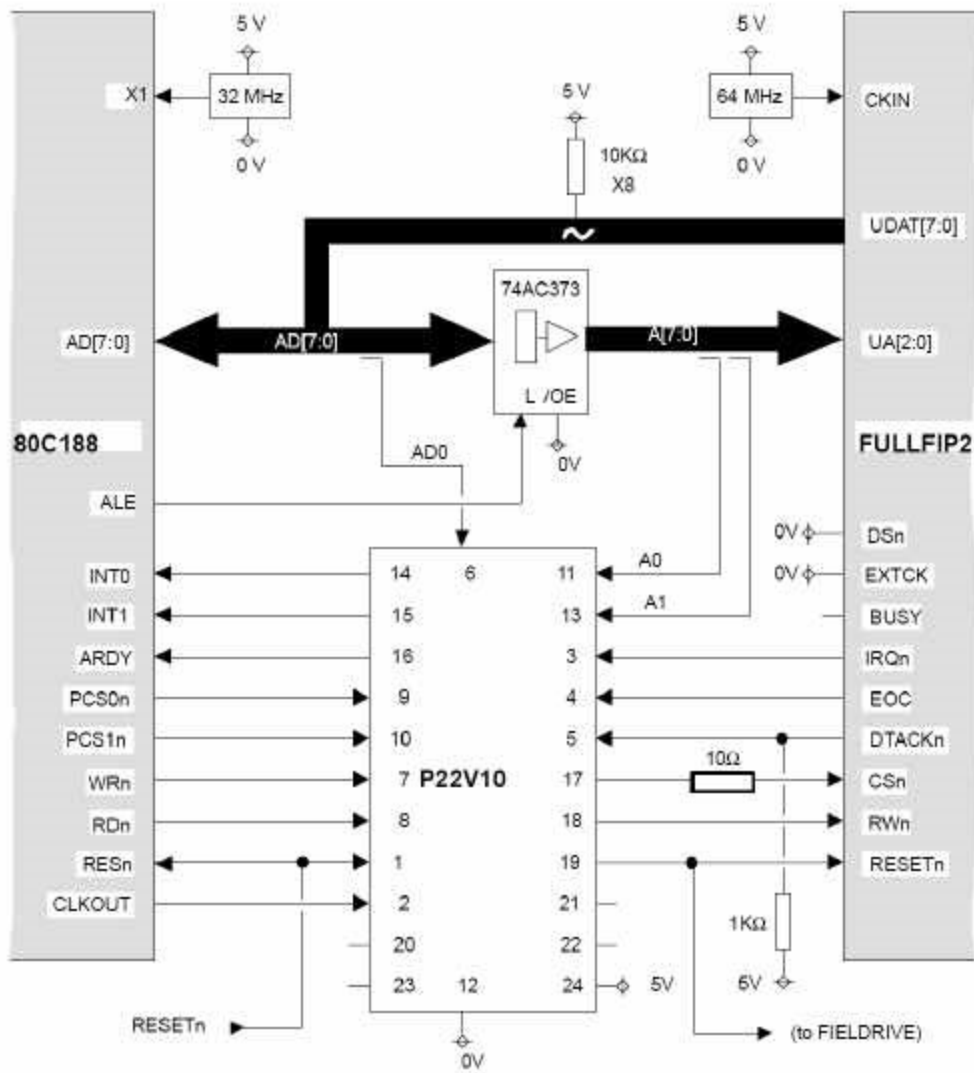 5 V
5 V
X1
32 MHz
5 V
64 MHz
CKIN
0 V
10KΩ
X8
0 V
UDAT[7:0]
74AC373
AD[7:0]
AD[7:0]
A[7:0]
UA[2:0]
L /OE
80C188
AD0
0V
FULLFIP2
ALE
0V
DSn
INT0
14
6
11
A0
0V
EXTCK
INT1
15
13
A1
BUSY
ARDY
16
3
IRQn
PCS0n
9
4
EOC
PCS1n
10
5
DTACKn
10Ω
WRn
7
P22V10
17
CSn
RDn
8
18
RWn
RESn
1
19
RESETn
CLKOUT
2
21
1KΩ
20
22
23
12
24
5V
5V
RESETn
(to FIELDRIVE)
0V